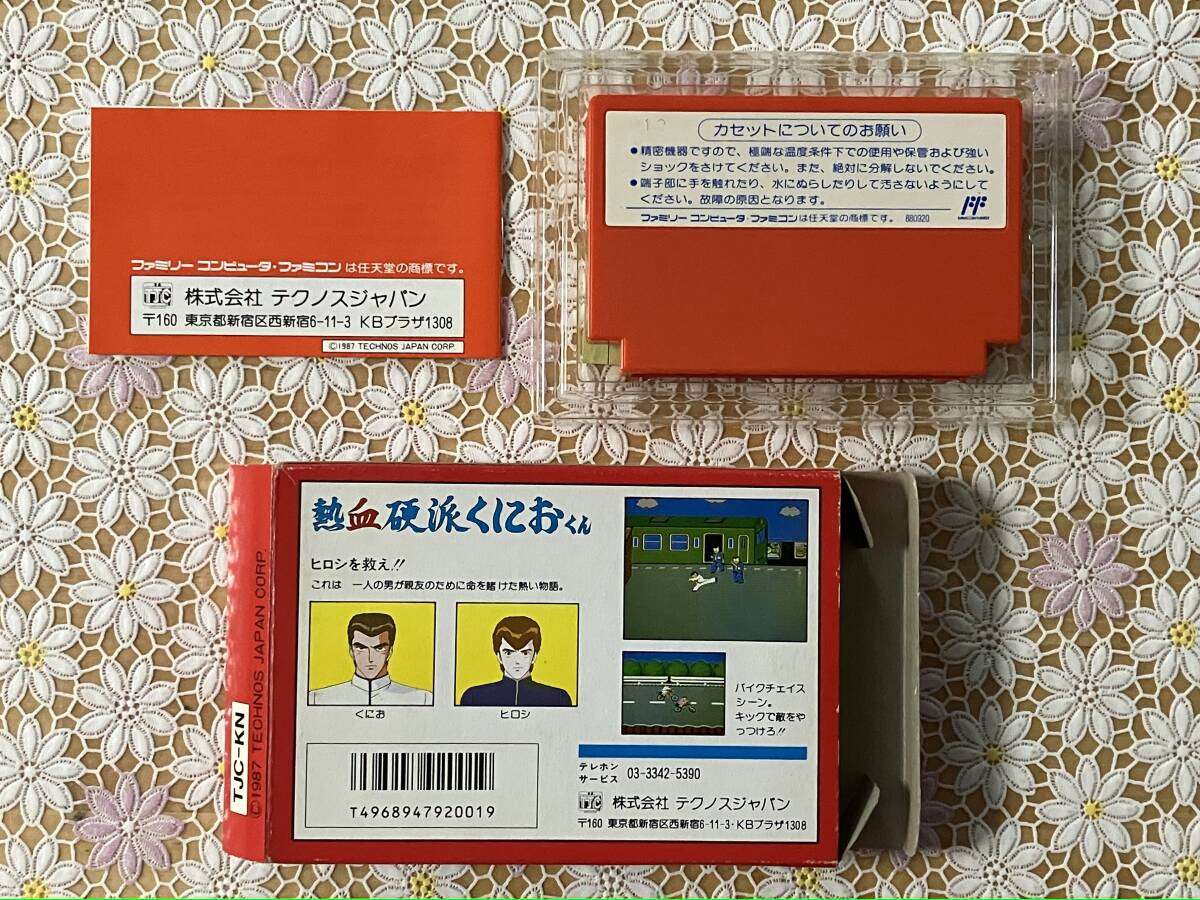 ファミリー コンピュータ・ファミコンは任天堂の商標です。
株式会社 テクノスジャパン
〒160 東京都新宿区西新宿6-11-3 KBプラザ1308
©1987 TECHNOS JAPAN CORP.
カセットについてのお願い
●精密機器ですので、極端な温度条件下での使用や保管および強い
ショックをさけてください。また、絶対に分解しないでください。
●端子部に手を触れたり、水にぬらしたりして汚さないようにして
ください。故障の原因となります。
ファミリー コンピュータ・ファミコンは任天堂の商標です。 880920
TJC-KN
©1987 TECHNOS JAPAN CORP.
熱血硬派くにおくん
ヒロシを救え!!
これは 一人の男が親友のために命を賭けた熱い物語。
くにお
ヒロシ
バイクチェイス
シーン。
キックで敵をや
っつけろ!!
T4968947920019
テレホン
サービス 03-3342-5390
株式会社 テクノスジャパン
〒160 東京都新宿区西新宿6-11-3・KBプラザ1308